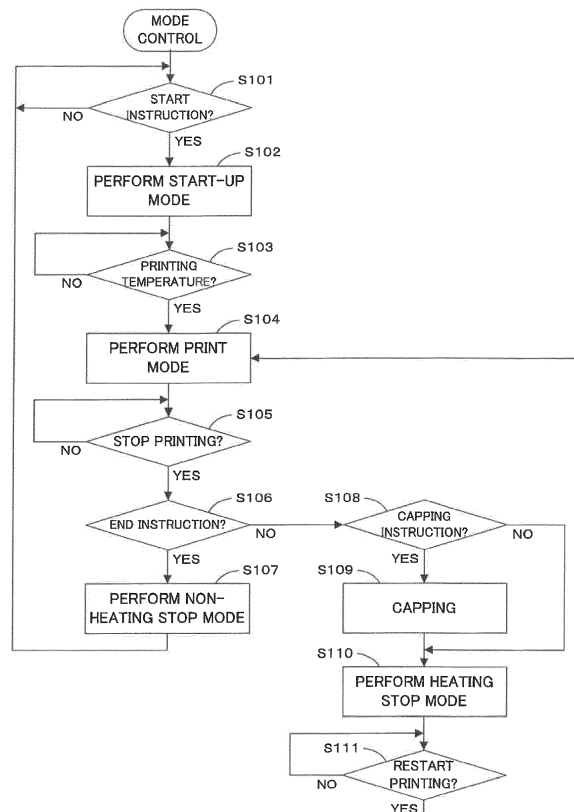 MODE
CONTROL
S101
START
INSTRUCTION?
NO
YES
S102
PERFORM START-UP
MODE
S103
PRINTING
TEMPERATURE?
NO
YES
S104
PERFORM PRINT
MODE
S105
STOP PRINTING?
NO
YES
S106
END INSTRUCTION?
NO
YES
S107
PERFORM NON-
HEATING STOP MODE
S108
CAPPING
INSTRUCTION?
NO
YES
S109
CAPPING
S110
PERFORM HEATING
STOP MODE
S111
RESTART
PRINTING?
NO
YES